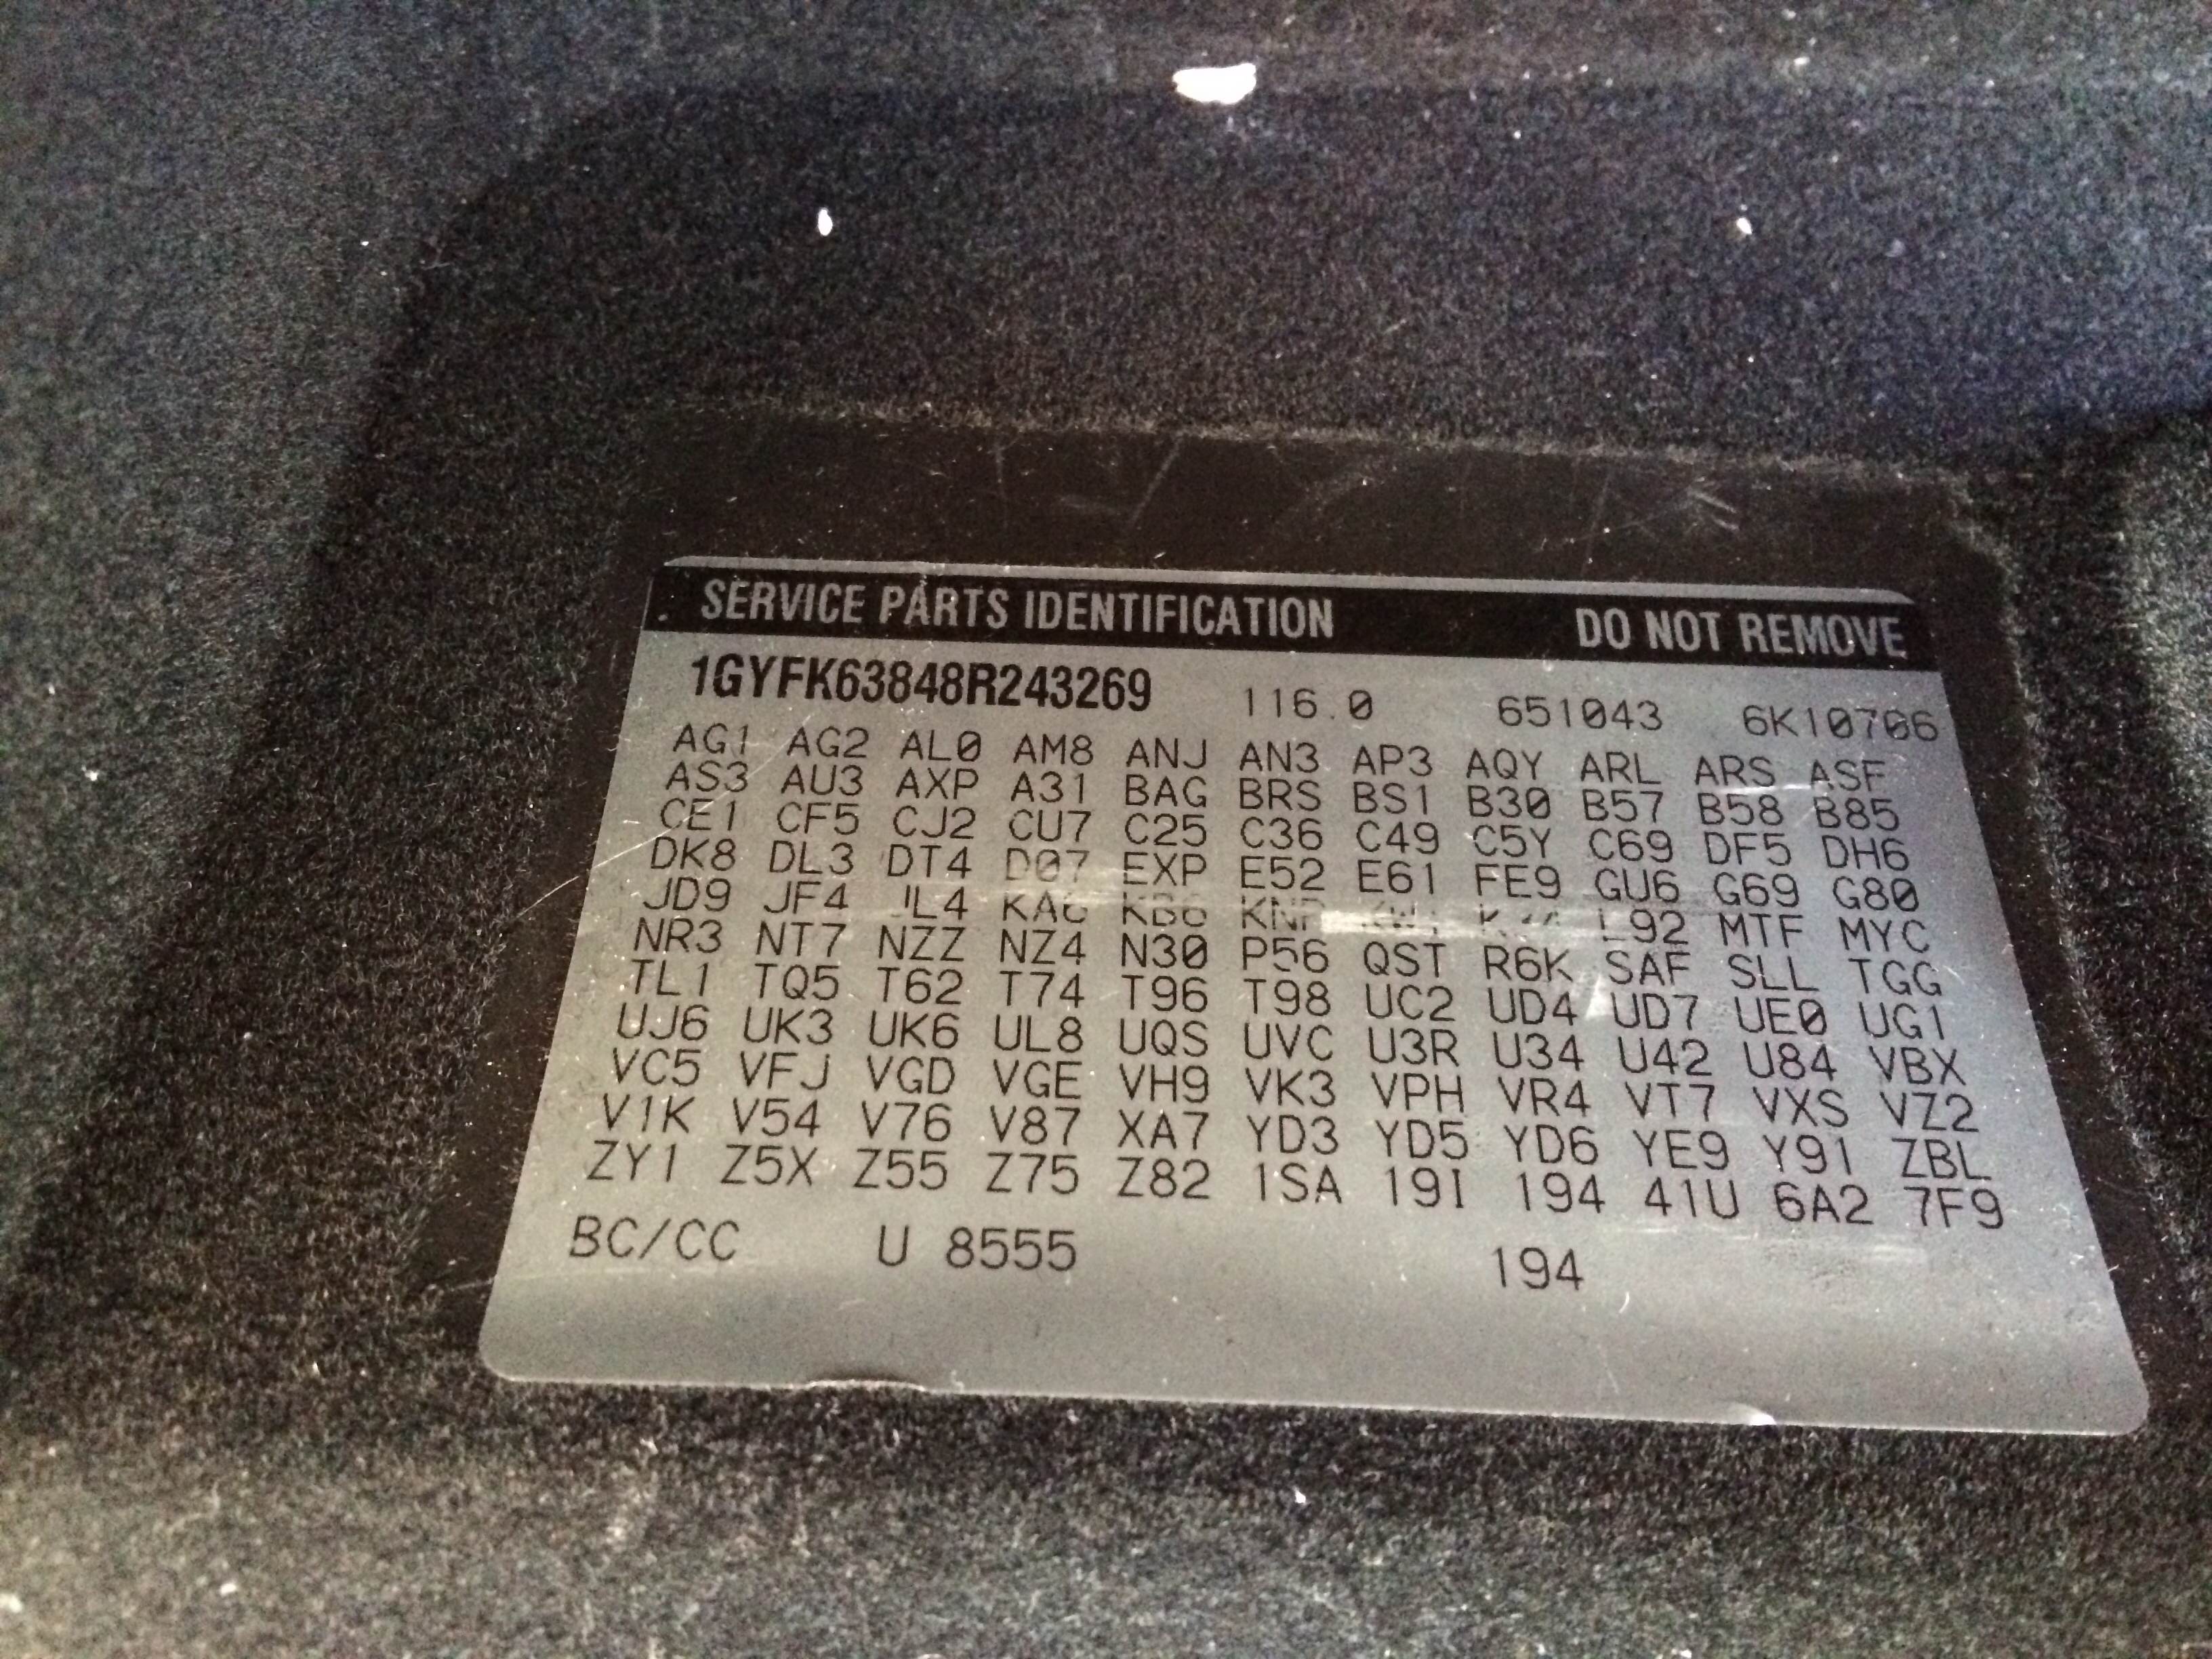 SERVICE PARTS IDENTIFICATION DO NOT REMOVE
1GYFK63848R243269 116.0 651043 6K10706
AG1 AG2 AL0 AM8 ANJ AN3 AP3 AQY ARL ARS ASF
AS3 AU3 AXP A31 BAG BRS BS1 B30 B57 B58 B85
CE1 CF5 CJ2 CU7 C25 C36 C49 C5Y C69 DF5 DH6
DK8 DL3 DT4 D07 EXP E52 E61 FE9 GU6 G69 G80
JD9 JF4 JL4 KA6 KB6 L92 MTF MYC
NR3 NT7 NZZ NZ4 N30 P56 QST R6K SAF SLL TGG
TL1 TQ5 T62 T74 T96 T98 UC2 UD4 UD7 UE0 UG1
UJ6 UK3 UK6 UL8 UQS UVC U3R U34 U42 U84 VBX
VC5 VFJ VGD VGE VH9 VK3 VPH VR4 VT7 VXS VZ2
V1K V54 V76 V87 XA7 YD3 YD5 YD6 YE9 Y91 ZBL
ZY1 Z5X Z55 Z75 Z82 1SA 19I 194 41U 6A2 7F9
BC/CC U 8555 194